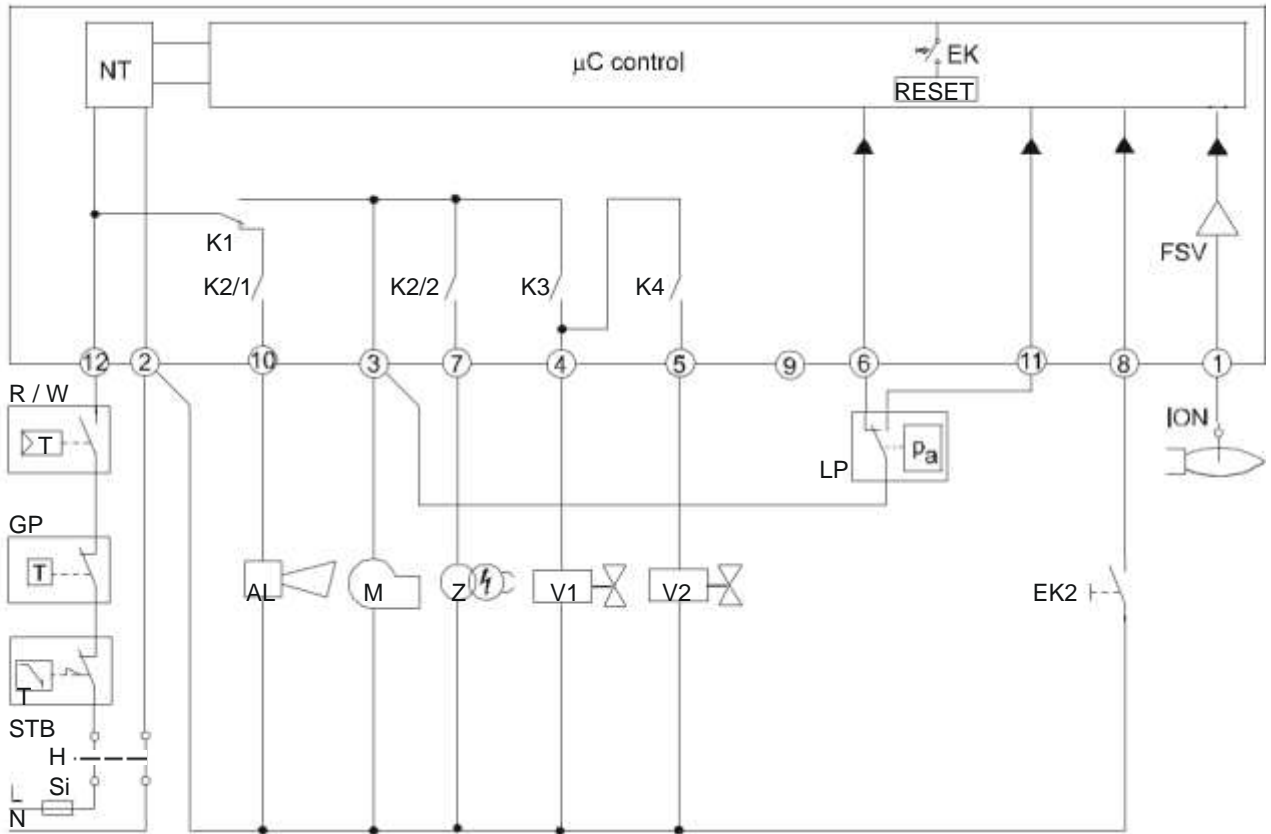 NT
μC control
EK
RESET
FSV
K1
K2/1
K2/2
K3
K4
12
2
10
3
7
4
5
9
6
11
8
1
R / W
T
ION
LP
pa
GP
T
AL
M
Z
V1
V2
EK2
T
STB
H
Si
L
N